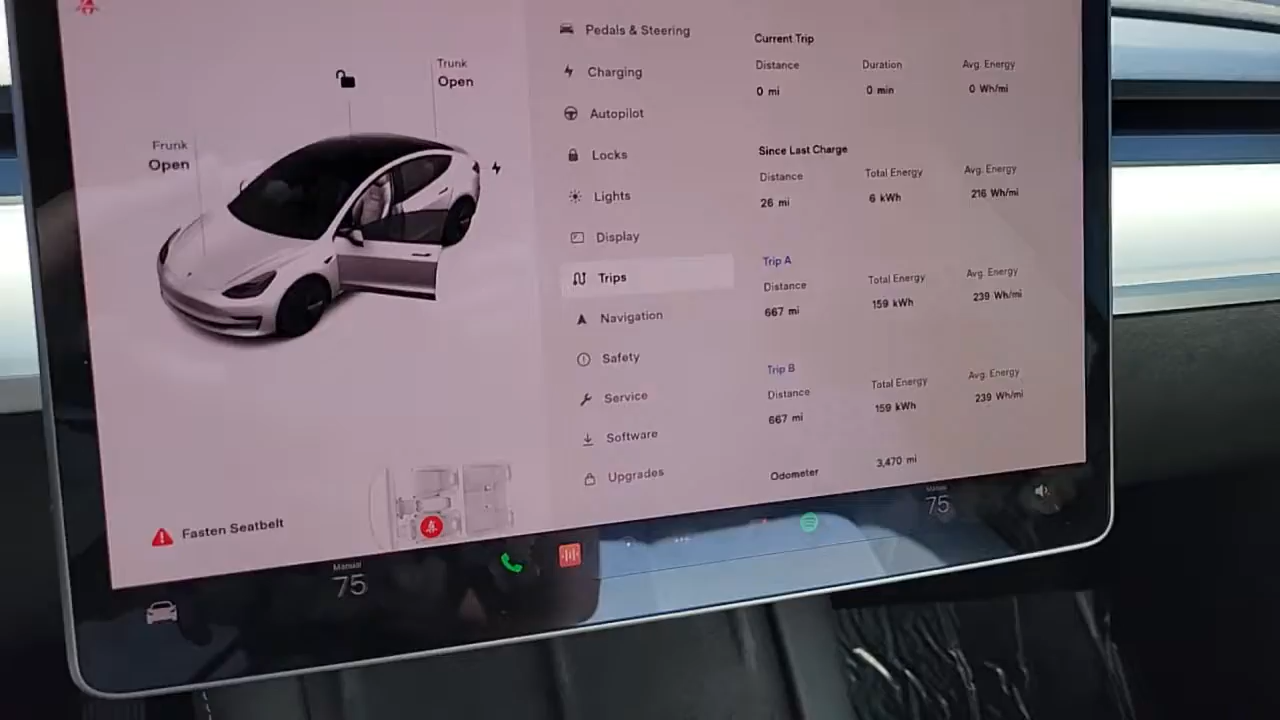 Trunk
Open
Frunk
Open
Fasten Seatbelt
Pedals & Steering
Charging
Autopilot
Locks
Lights
Display
Trips
Navigation
Safety
Service
Software
Upgrades
Current Trip
Distance Duration Avg. Energy
0 mi 0 min 0 Wh/mi
Since Last Charge
Distance Total Energy Avg. Energy
26 mi 6 kWh 216 Wh/mi
Trip A
Distance Total Energy Avg. Energy
667 mi 159 kWh 239 Wh/mi
Trip B
Distance Total Energy Avg. Energy
667 mi 159 kWh 239 Wh/mi
Odometer 3,470 mi
Manual
75
Manual
75